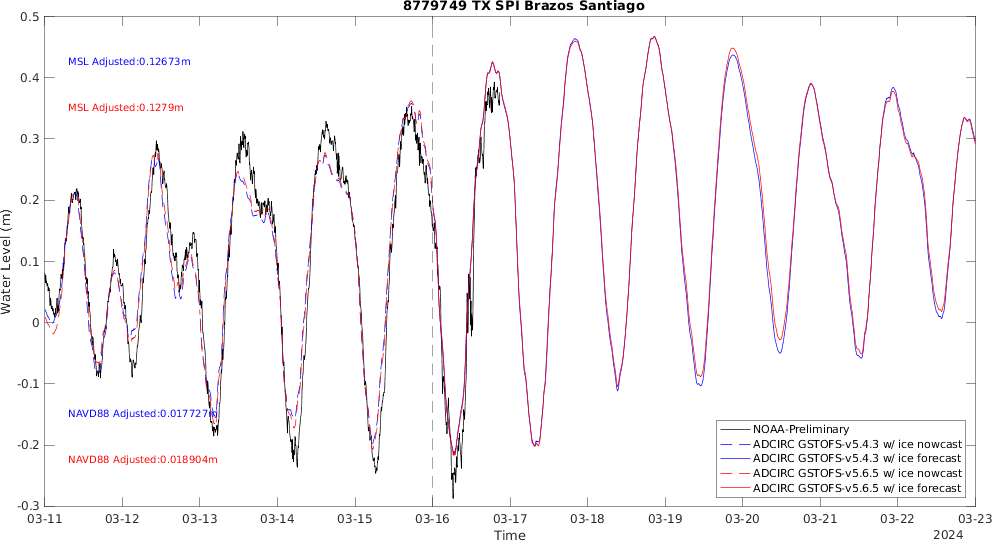 8779749 TX SPI Brazos Santiago
0.5
0.4
0.3
0.2
0.1
0
-0.1
-0.2
-0.3
Water Level (m)
MSL Adjusted:0.12673m
MSL Adjusted:0.1279m
NAVD88 Adjusted:0.017727m
NAVD88 Adjusted:0.018904m
NOAA-Preliminary
ADCIRC GSTOFS-v5.4.3 w/ ice nowcast
ADCIRC GSTOFS-v5.4.3 w/ ice forecast
ADCIRC GSTOFS-v5.6.5 w/ ice nowcast
ADCIRC GSTOFS-v5.6.5 w/ ice forecast
03-11 03-12 03-13 03-14 03-15 03-16 03-17 03-18 03-19 03-20 03-21 03-22 03-23
Time
2024